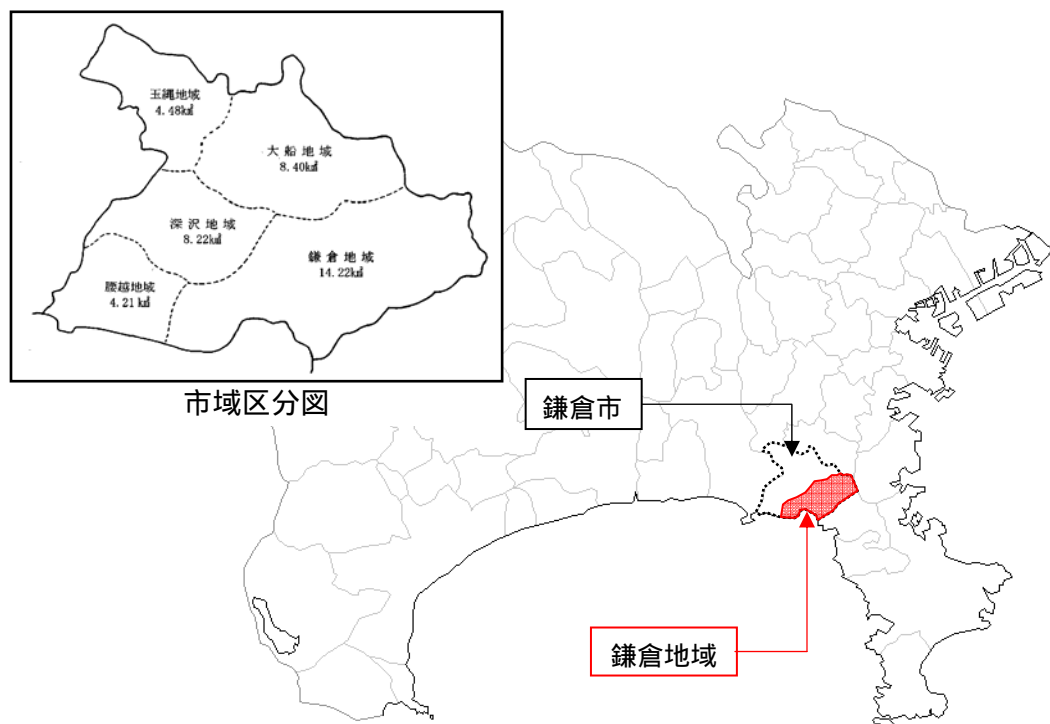 玉縄地域
4.48㎢
大船地域
8.40㎢
深沢地域
8.22㎢
鎌倉地域
14.22㎢
腰越地域
4.21㎢
市域区分図
鎌倉市
鎌倉地域